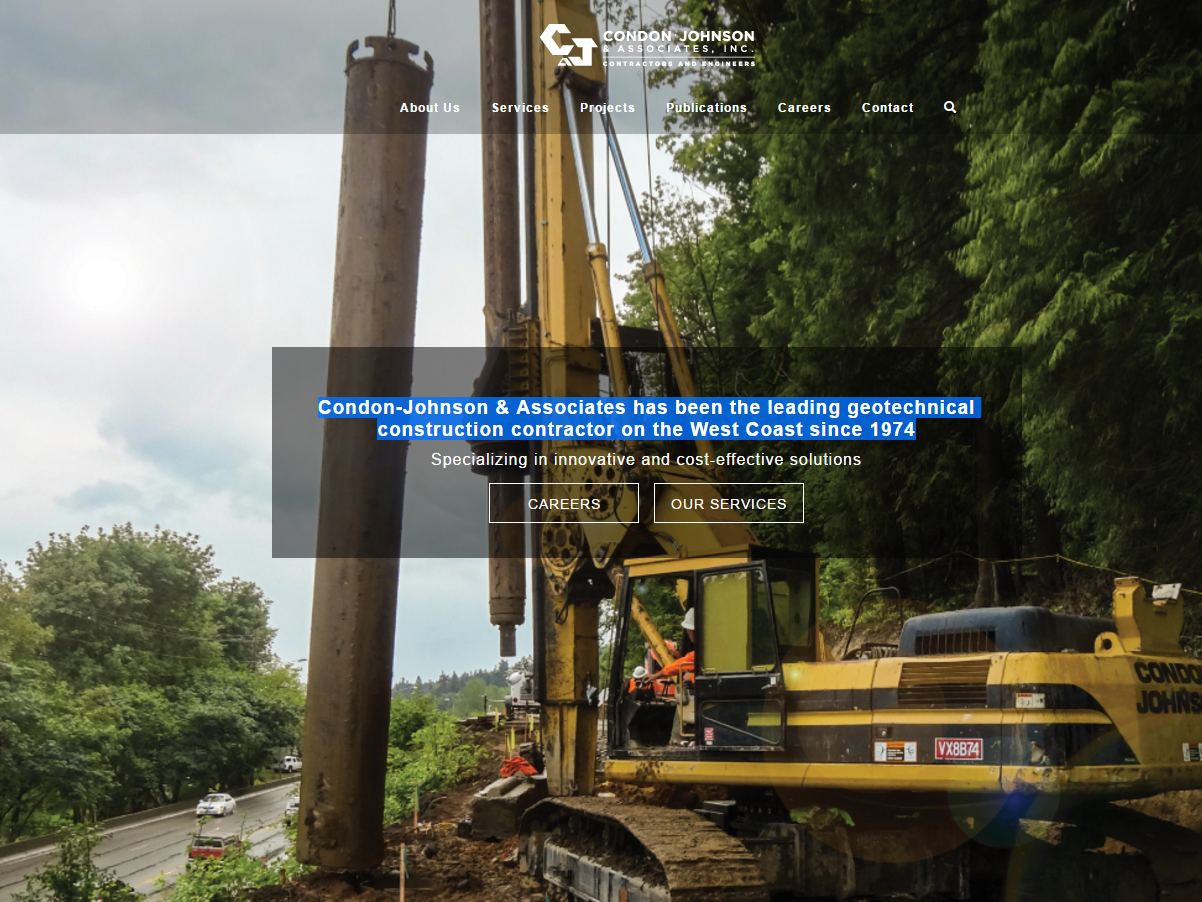 CONDON JOHNSON
& ASSOCIATES, INC.
CONTRACTORS AND ENGINEERS
About Us Services Projects Publications Careers Contact
Condon-Johnson & Associates has been the leading geotechnical
construction contractor on the West Coast since 1974
Specializing in innovative and cost-effective solutions
CAREERS OUR SERVICES
CONDO
JOHNS
VX8B74